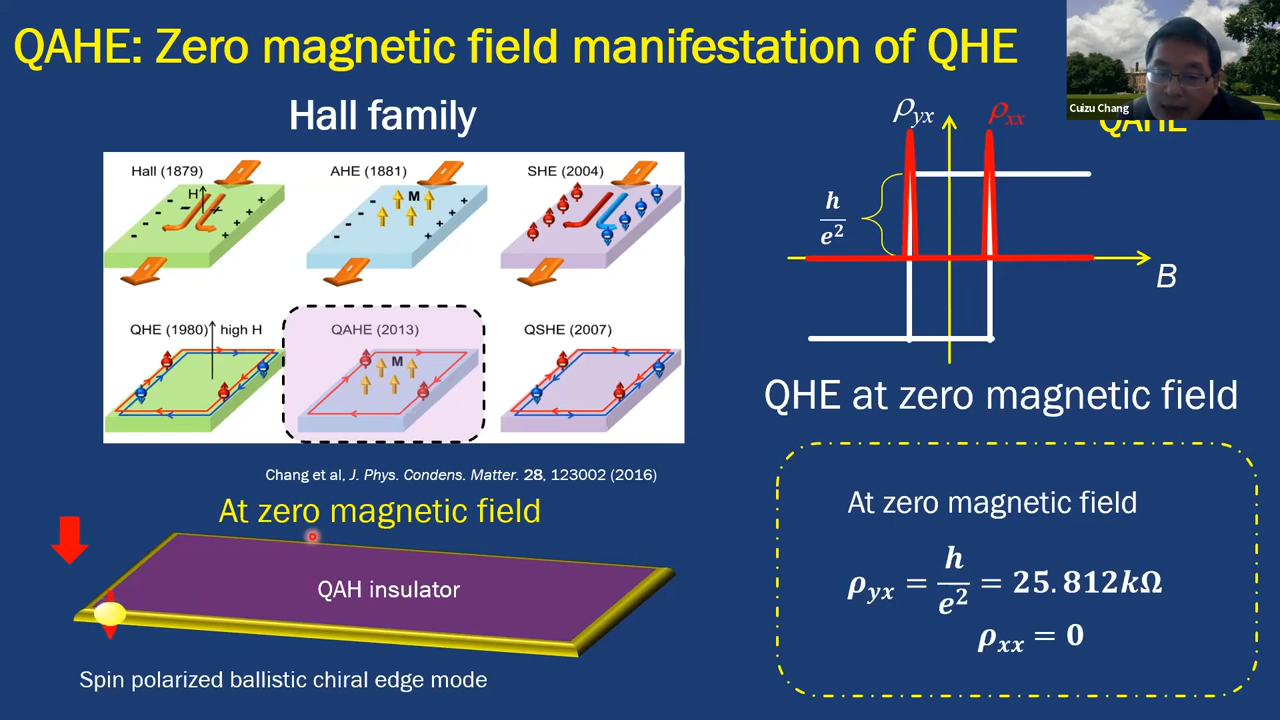 QAHE: Zero magnetic field manifestation of QHE
Cuizu Chang
Hall family
Hall (1879)
H
AHE (1881)
M
SHE (2004)
QHE (1980)
high H
QAHE (2013)
M
QSHE (2007)
Chang et al, J. Phys. Condens. Matter. 28, 123002 (2016)
At zero magnetic field
QAH insulator
Spin polarized ballistic chiral edge mode
ρyx
ρxx
QAHE
h/e²
B
QHE at zero magnetic field
At zero magnetic field
ρyx = h/e² = 25.812kΩ
ρxx = 0